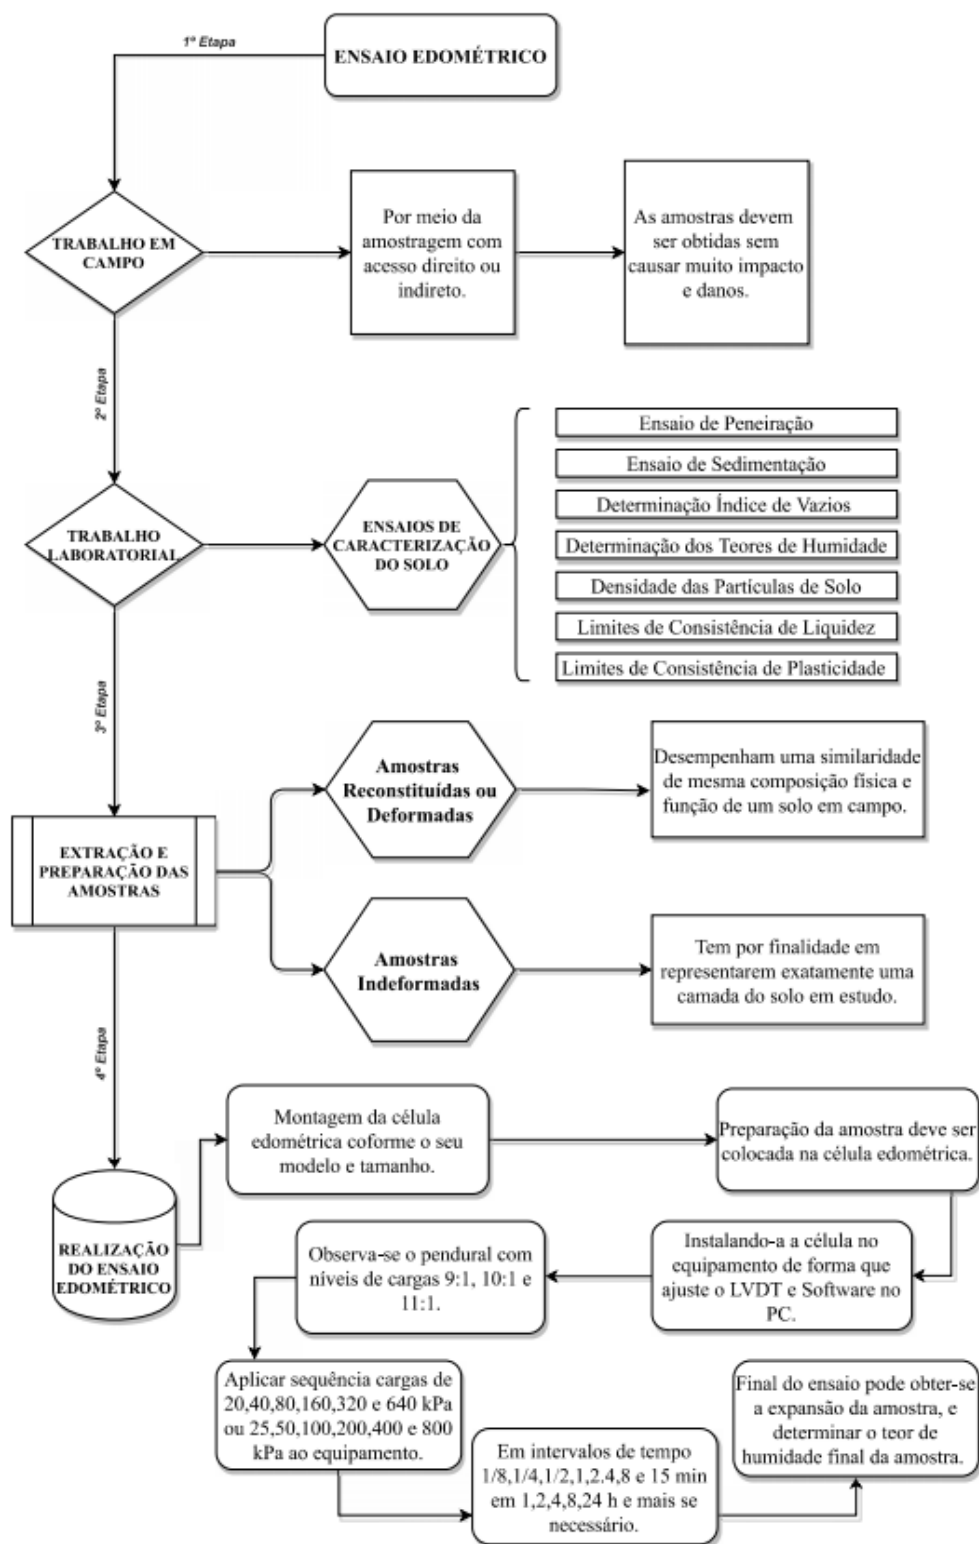 1º Etapa
ENSAIO EDOMÉTRICO
TRABALHO EM
CAMPO
Por meio da
amostragem com
acesso direito ou
indireto.
As amostras devem
ser obtidas sem
causar muito impacto
e danos.
2º Etapa
TRABALHO
LABORATORIAL
ENSAIOS DE
CARACTERIZAÇÃO
DO SOLO
Ensaio de Peneiração
Ensaio de Sedimentação
Determinação Índice de Vazios
Determinação dos Teores de Humidade
Densidade das Partículas de Solo
Limites de Consistência de Liquidez
Limites de Consistência de Plasticidade
3º Etapa
EXTRAÇÃO E
PREPARAÇÃO DAS
AMOSTRAS
Amostras
Reconstituídas ou
Deformadas
Desempenham uma similaridade
de mesma composição física e
função de um solo em campo.
Amostras
Indeformadas
Tem por finalidade em
representarem exatamente uma
camada do solo em estudo.
4º Etapa
REALIZAÇÃO
DO ENSAIO
EDOMÉTRICO
Montagem da célula
edométrica coforme o seu
modelo e tamanho.
Preparação da amostra deve ser
colocada na célula edométrica.
Instalando-a a célula no
equipamento de forma que
ajuste o LVDT e Software no
PC.
Observa-se o pendural com
níveis de cargas 9:1, 10:1 e
11:1.
Aplicar sequência cargas de
20,40,80,160,320 e 640 kPa
ou 25,50,100,200,400 e 800
kPa ao equipamento.
Em intervalos de tempo
1/8,1/4,1/2,1,2.4,8 e 15 min
em 1,2,4,8,24 h e mais se
necessário.
Final do ensaio pode obter-se
a expansão da amostra, e
determinar o teor de
humidade final da amostra.